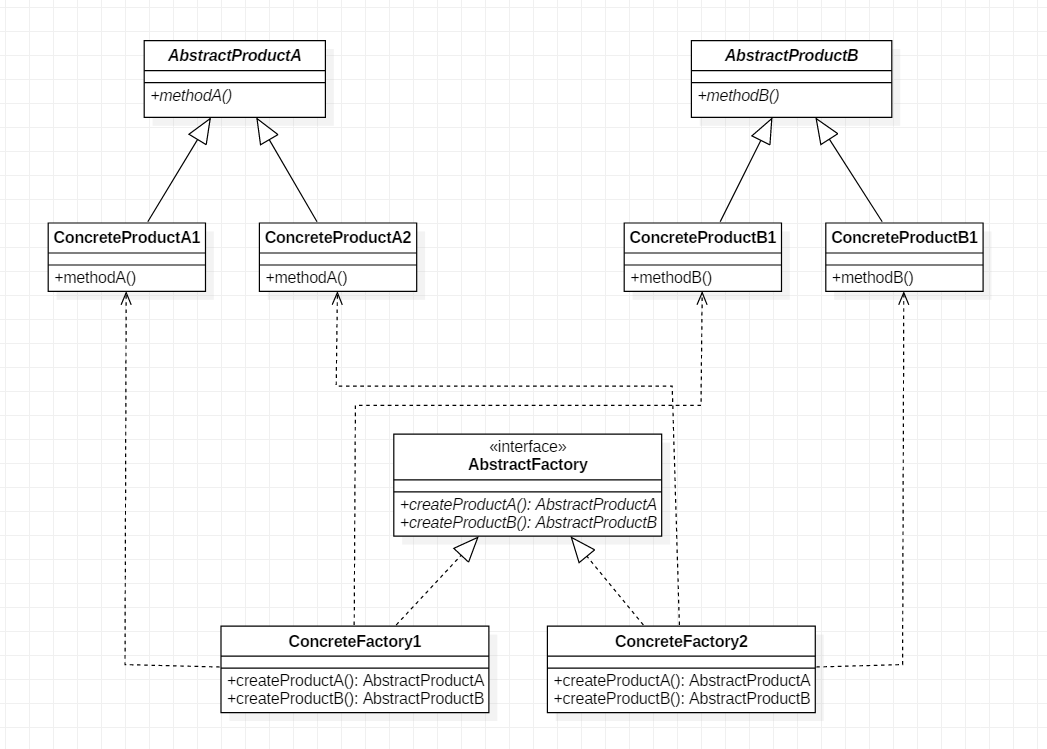 AbstractProductA
+methodA()
AbstractProductB
+methodB()
ConcreteProductA1
+methodA()
ConcreteProductA2
+methodA()
ConcreteProductB1
+methodB()
ConcreteProductB1
+methodB()
«interface»
AbstractFactory
+createProductA(): AbstractProductA
+createProductB(): AbstractProductB
ConcreteFactory1
+createProductA(): AbstractProductA
+createProductB(): AbstractProductB
ConcreteFactory2
+createProductA(): AbstractProductA
+createProductB(): AbstractProductB